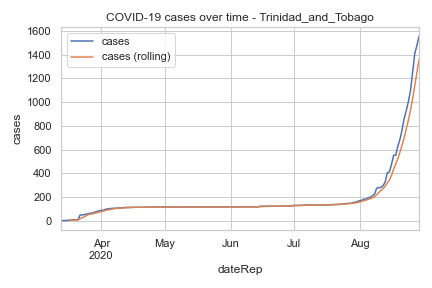 COVID-19 cases over time - Trinidad_and_Tobago
cases
cases (rolling)
1600
1400
1200
1000
800
600
400
200
0
cases
Apr
2020
May
Jun
Jul
Aug
dateRep